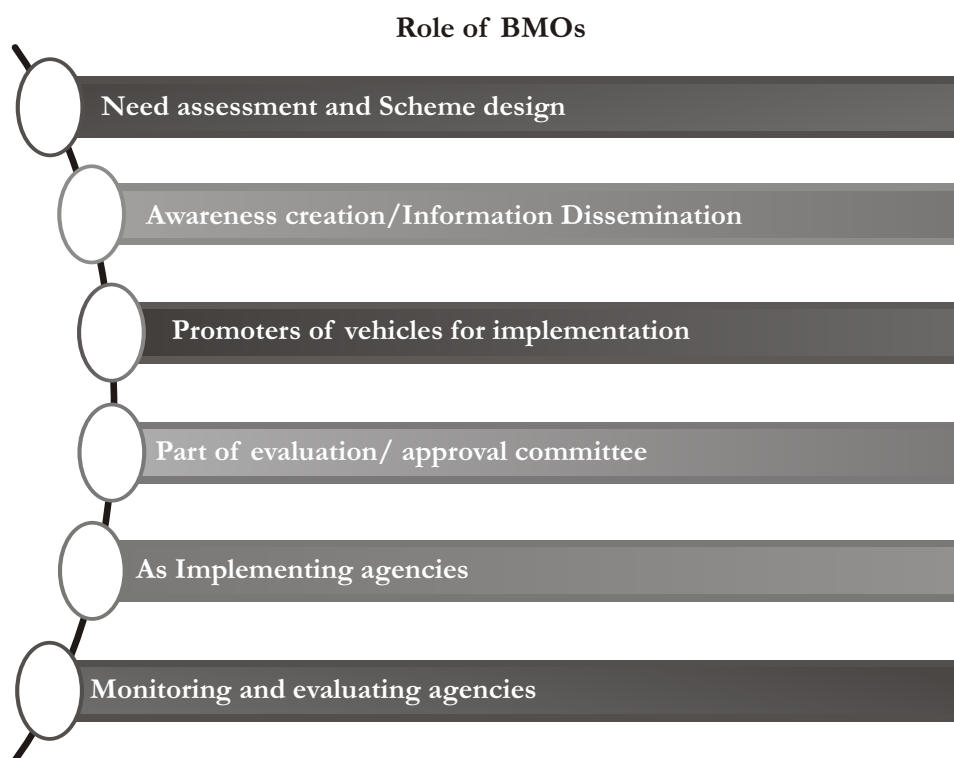 Role of BMOs
Need assessment and Scheme design
Awareness creation/Information Dissemination
Promoters of vehicles for implementation
Part of evaluation/ approval committee
As Implementing agencies
Monitoring and evaluating agencies